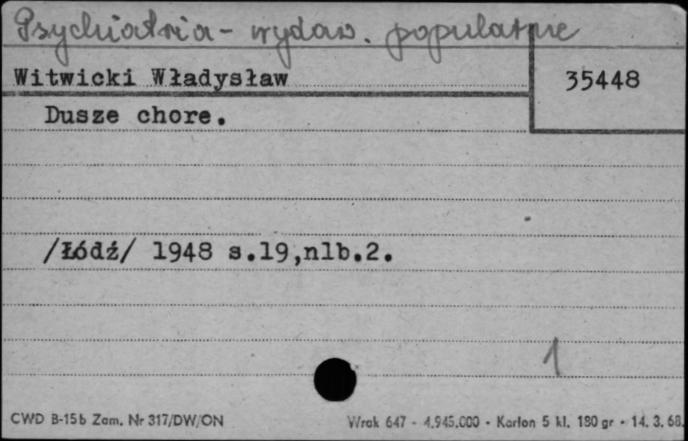 Psychiatria - wydaw. popularne
Witwicki Władysław 35448
Dusze chore.
/Łódź/ 1948 s.19,nlb.2.
1
CWD B-15b Zam. Nr 317/DW/ON Wrak 647 - 4.945.000 - Karton 5 kl. 180 gr - 14. 3. 68.